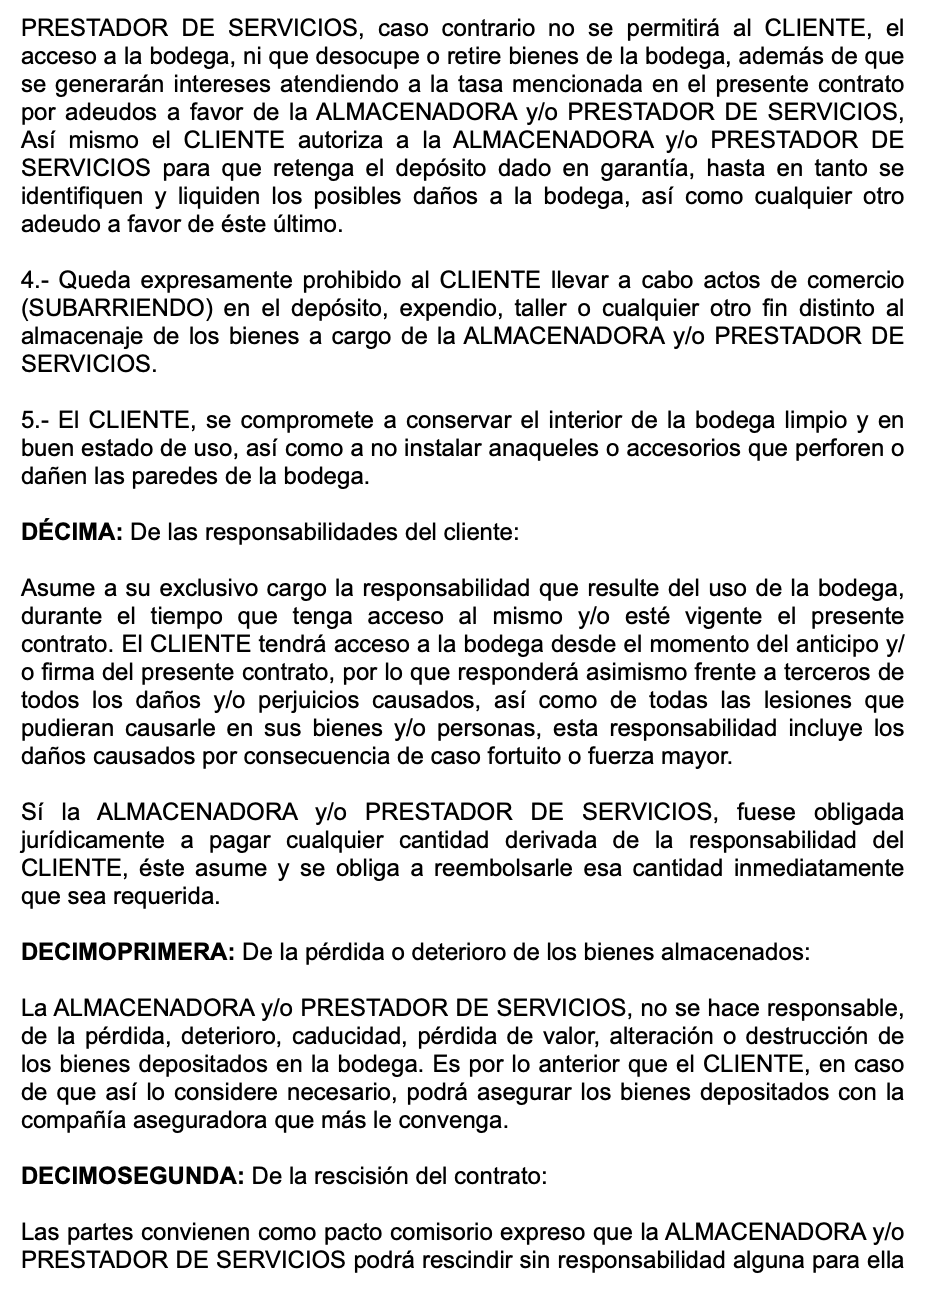 PRESTADOR DE SERVICIOS, caso contrario no se permitirá al CLIENTE, el
acceso a la bodega, ni que desocupe o retire bienes de la bodega, además de que
se generarán intereses atendiendo a la tasa mencionada en el presente contrato
por adeudos a favor de la ALMACENADORA y/o PRESTADOR DE SERVICIOS,
Así mismo el CLIENTE autoriza a la ALMACENADORA y/o PRESTADOR DE
SERVICIOS para que retenga el depósito dado en garantía, hasta en tanto se
identifiquen y liquiden los posibles daños a la bodega, así como cualquier otro
adeudo a favor de éste último.

4.- Queda expresamente prohibido al CLIENTE llevar a cabo actos de comercio
(SUBARRIENDO) en el depósito, expendio, taller o cualquier otro fin distinto al
almacenaje de los bienes a cargo de la ALMACENADORA y/o PRESTADOR DE
SERVICIOS.

5.- El CLIENTE, se compromete a conservar el interior de la bodega limpio y en
buen estado de uso, así como a no instalar anaqueles o accesorios que perforen o
dañen las paredes de la bodega.

DÉCIMA: De las responsabilidades del cliente:

Asume a su exclusivo cargo la responsabilidad que resulte del uso de la bodega,
durante el tiempo que tenga acceso al mismo y/o esté vigente el presente
contrato. El CLIENTE tendrá acceso a la bodega desde el momento del anticipo y/
o firma del presente contrato, por lo que responderá asimismo frente a terceros de
todos los daños y/o perjuicios causados, así como de todas las lesiones que
pudieran causarle en sus bienes y/o personas, esta responsabilidad incluye los
daños causados por consecuencia de caso fortuito o fuerza mayor.

Sí la ALMACENADORA y/o PRESTADOR DE SERVICIOS, fuese obligada
jurídicamente a pagar cualquier cantidad derivada de la responsabilidad del
CLIENTE, éste asume y se obliga a reembolsarle esa cantidad inmediatamente
que sea requerida.

DECIMOPRIMERA: De la pérdida o deterioro de los bienes almacenados:

La ALMACENADORA y/o PRESTADOR DE SERVICIOS, no se hace responsable,
de la pérdida, deterioro, caducidad, pérdida de valor, alteración o destrucción de
los bienes depositados en la bodega. Es por lo anterior que el CLIENTE, en caso
de que así lo considere necesario, podrá asegurar los bienes depositados con la
compañía aseguradora que más le convenga.

DECIMOSEGUNDA: De la rescisión del contrato:

Las partes convienen como pacto comisorio expreso que la ALMACENADORA y/o
PRESTADOR DE SERVICIOS podrá rescindir sin responsabilidad alguna para ella